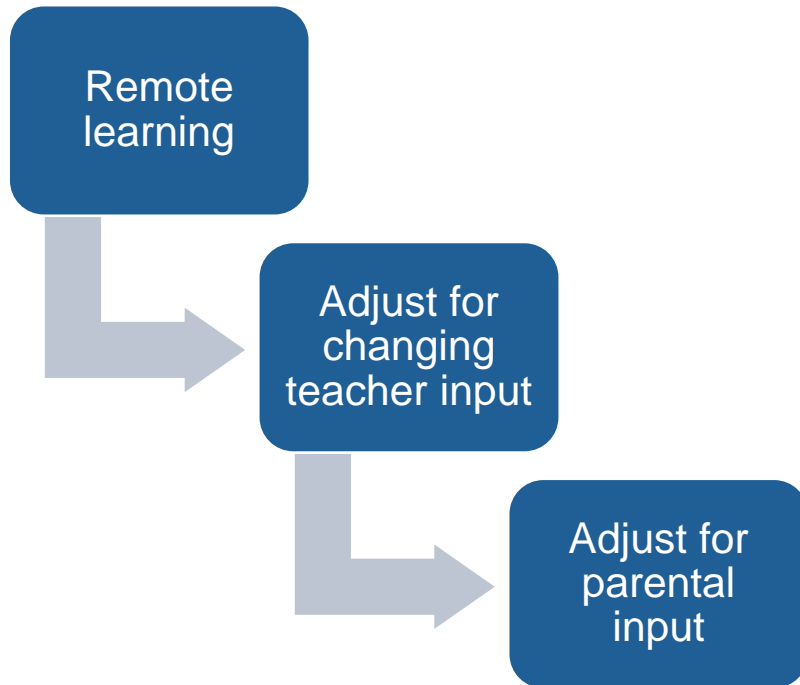 Remote
learning
Adjust for
changing
teacher input
Adjust for
parental
input